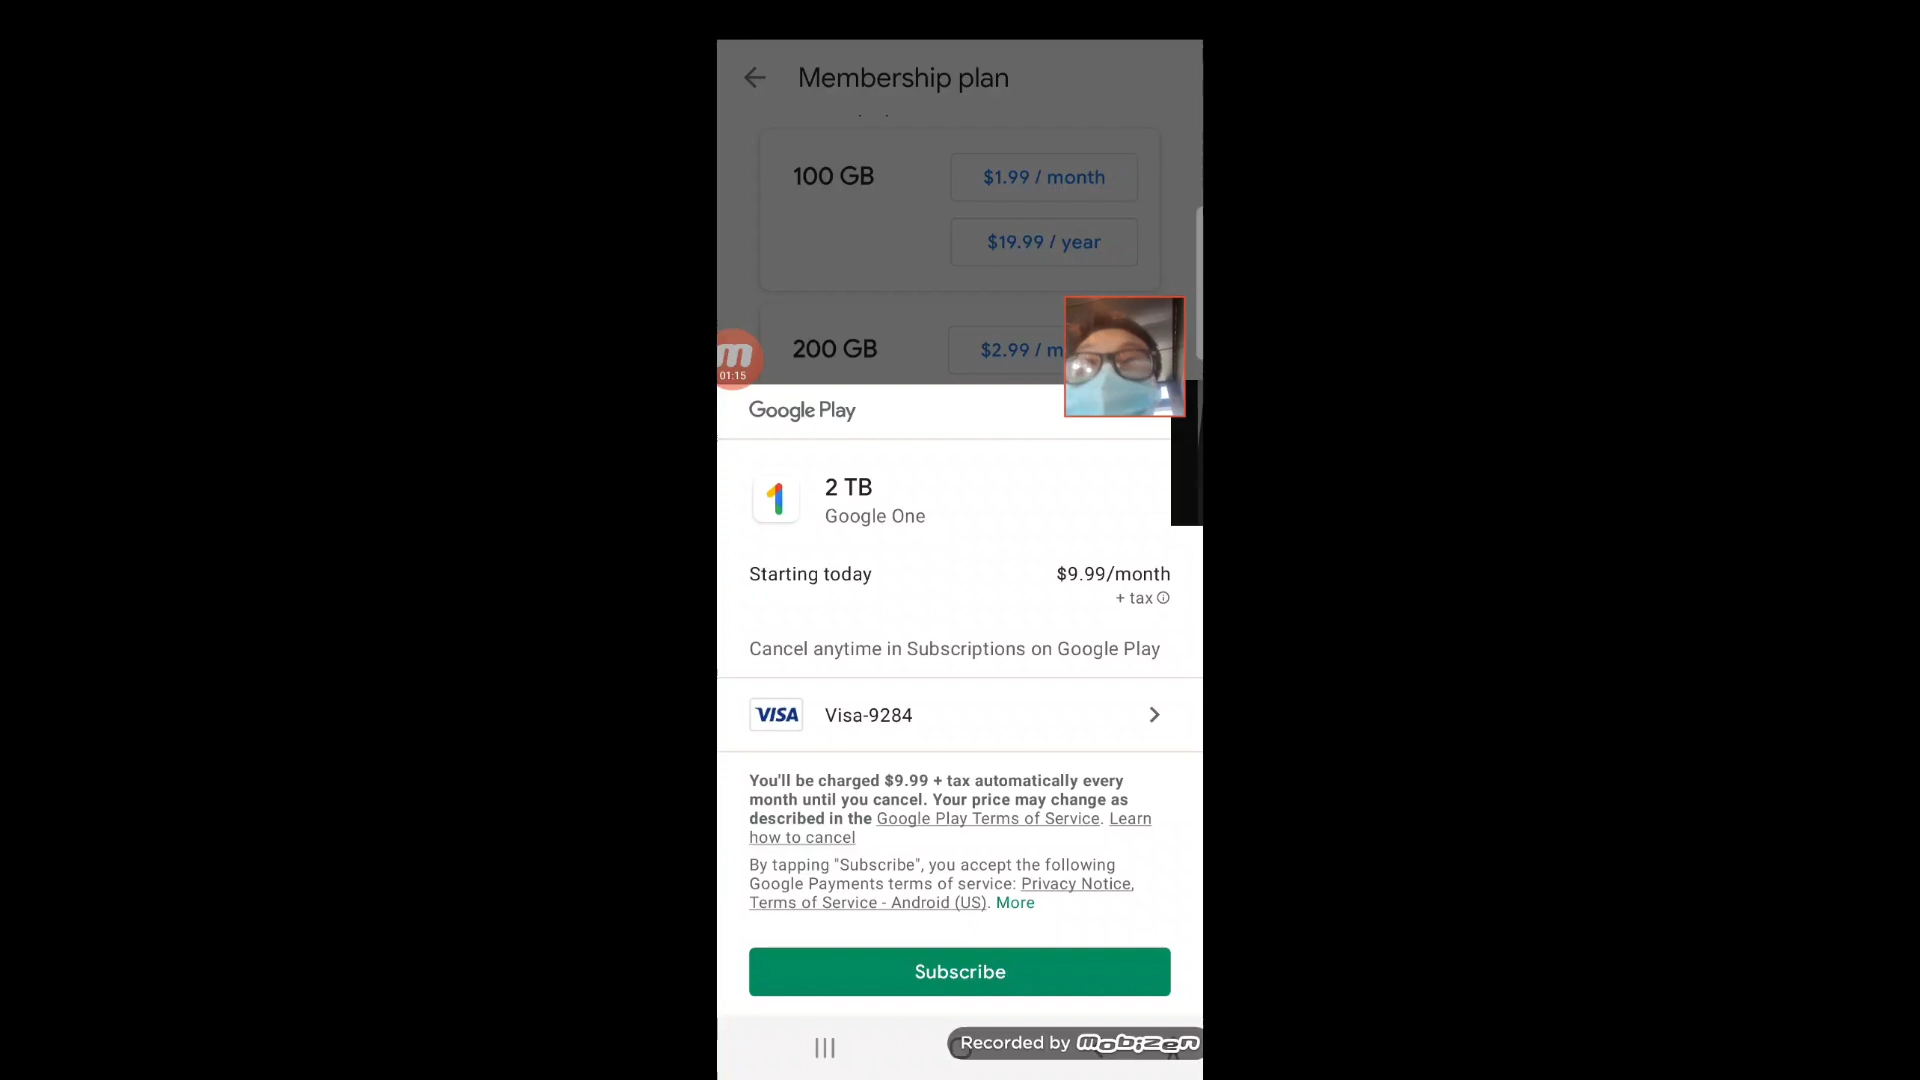 Membership plan
100 GB
$1.99 / month
$19.99 / year
200 GB
$2.99 / m
m
01:15
Google Play
1
2 TB
Google One
Starting today
$9.99/month
+ tax
Cancel anytime in Subscriptions on Google Play
VISA
Visa-9284
You'll be charged $9.99 + tax automatically every
month until you cancel. Your price may change as
described in the Google Play Terms of Service. Learn
how to cancel
By tapping "Subscribe", you accept the following
Google Payments terms of service: Privacy Notice,
Terms of Service - Android (US). More
Subscribe
Recorded by mobizen